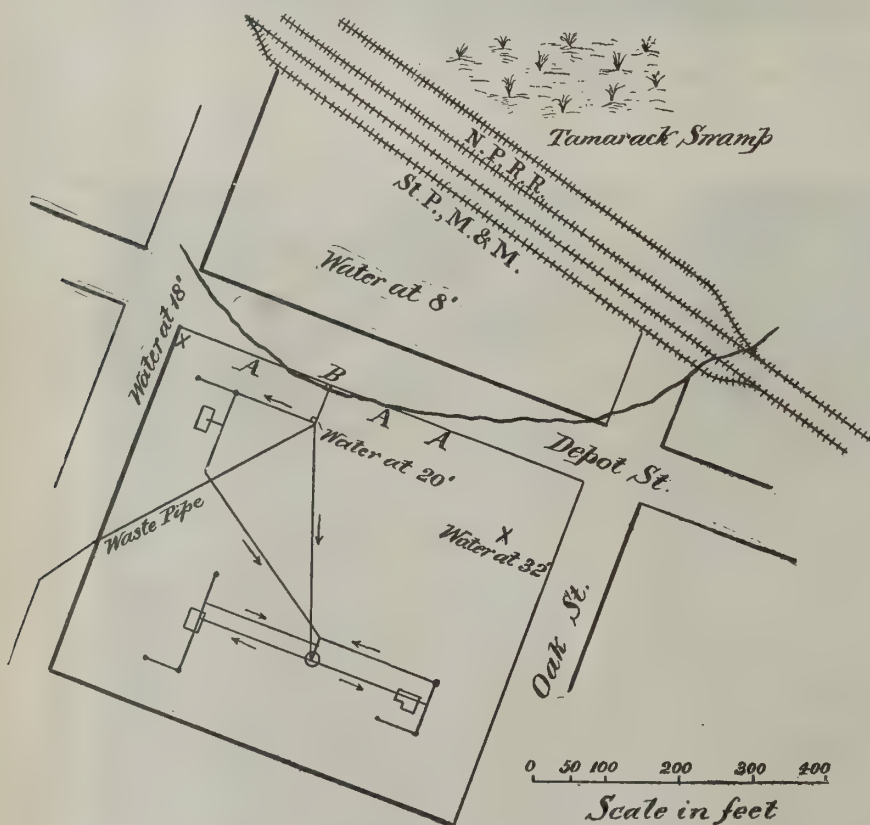 Tamarack Swamp
N.P.R.R.
St. P., M. & M.
Water at 8'
Water at 18'
X
A
B
A
A
Water at 20'
Depot St.
Waste Pipe
X
Water at 32'
Oak St.
0 50 100 200 300 400
Scale in feet